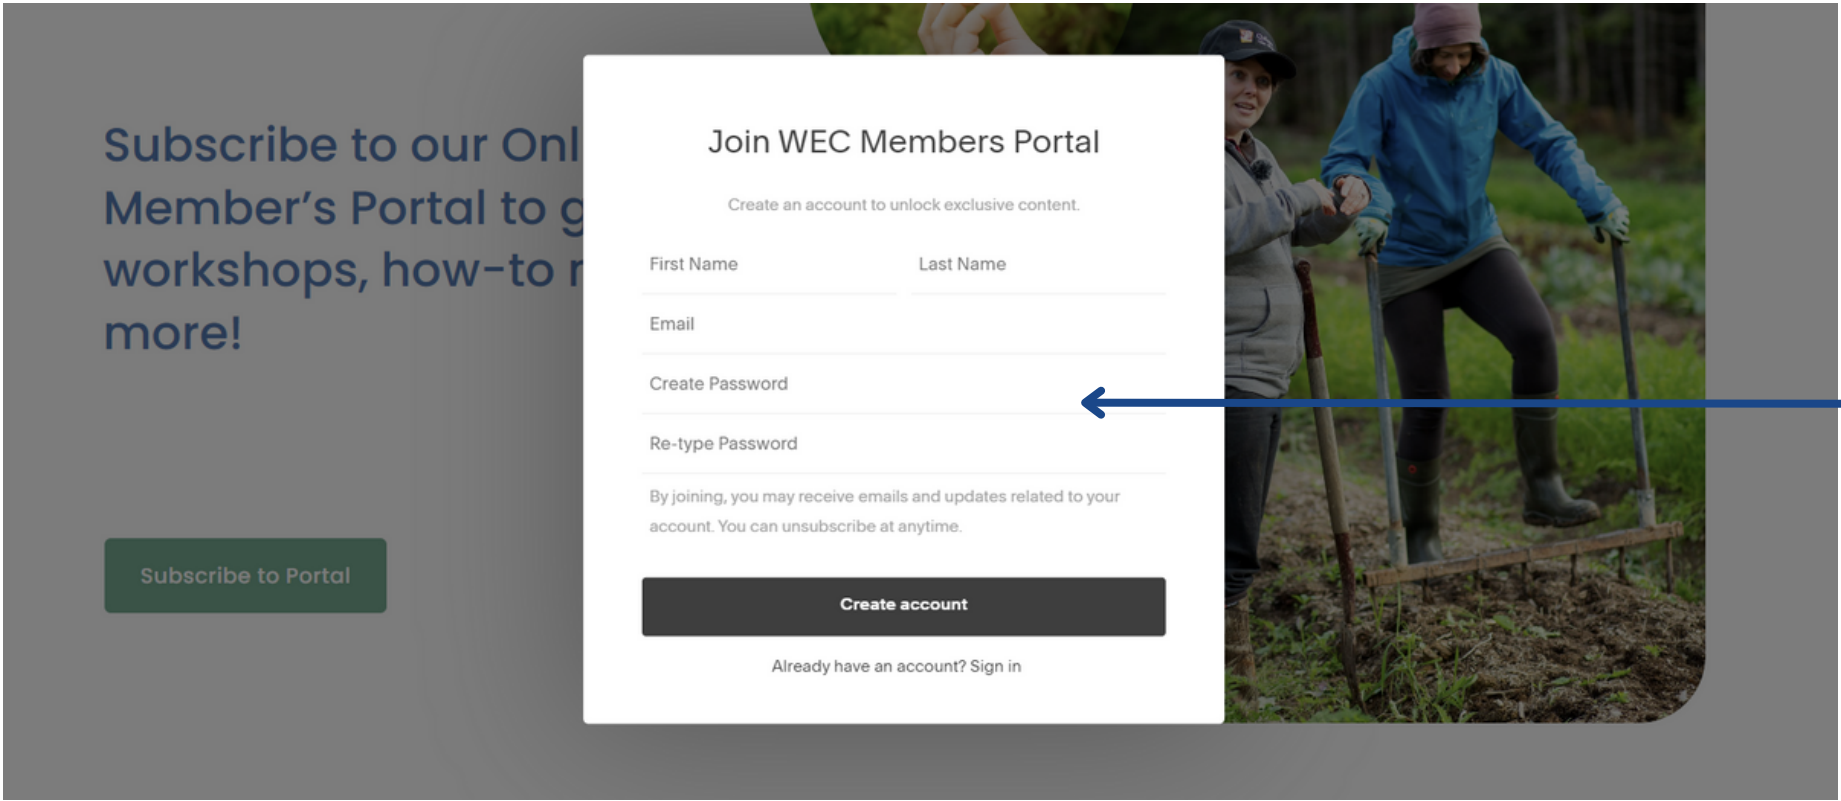 Subscribe to our Onl
Member's Portal to g
workshops, how-to
more!
Subscribe to Portal
Join WEC Members Portal
Create an account to unlock exclusive content.
First Name
Last Name
Email
Create Password
Re-type Password
By joining, you may receive emails and updates related to your
account. You can unsubscribe at anytime.
Create account
Already have an account? Sign in